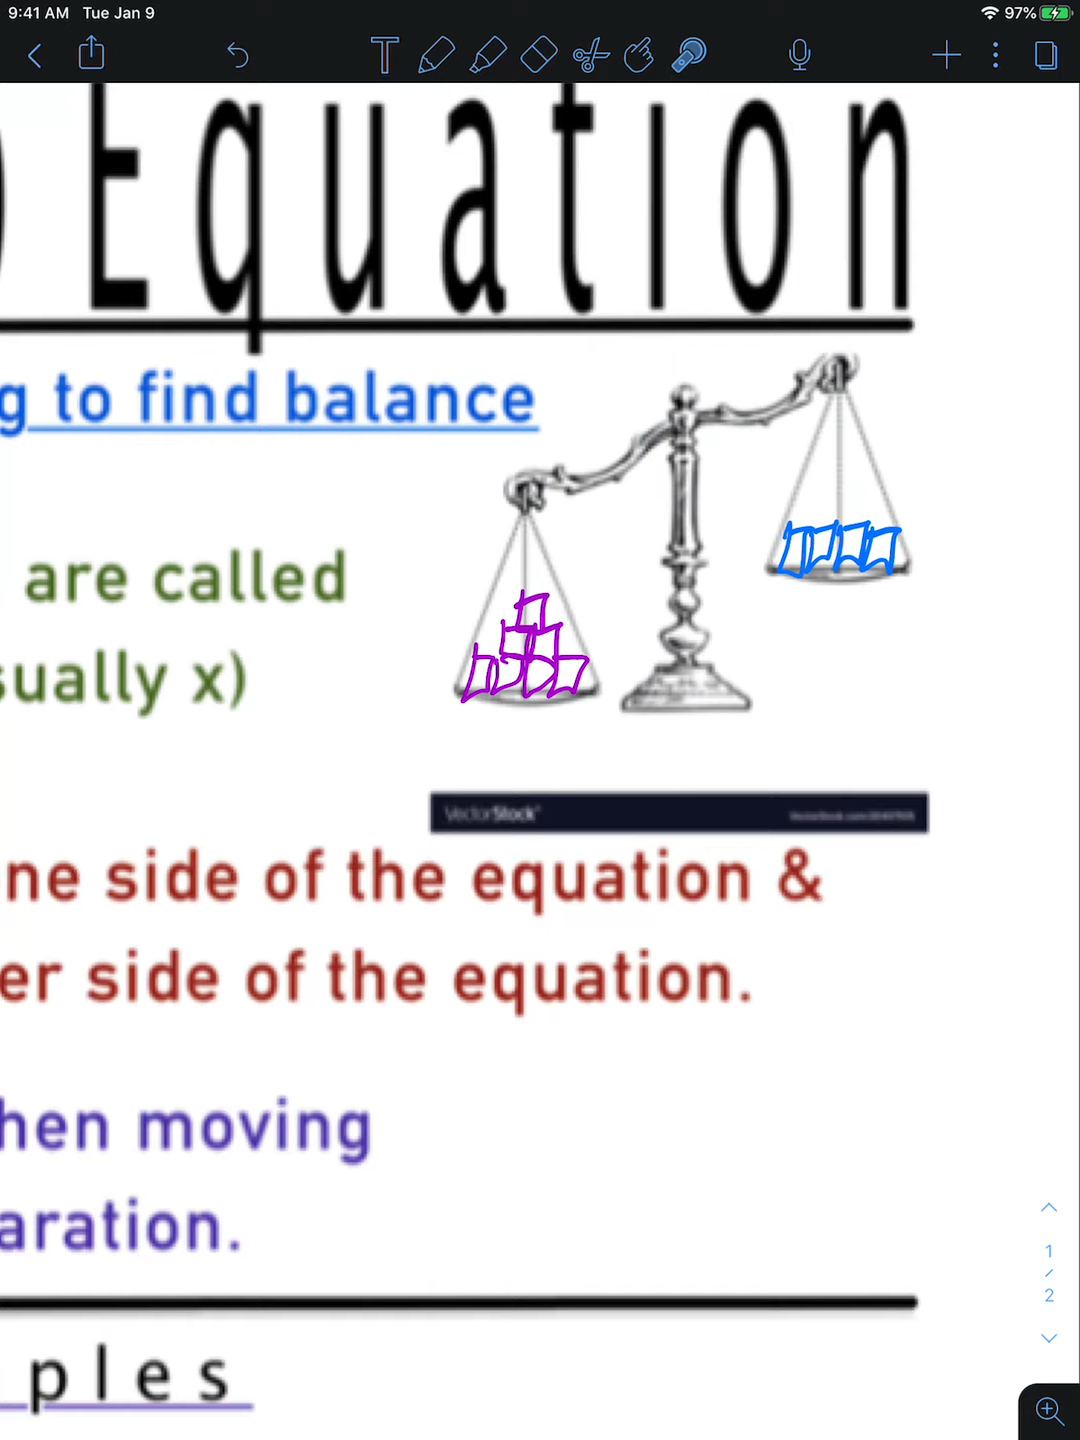 9:41 AM Tue Jan 9
97%
Equation
g to find balance
are called
sually x)
VectorStock®
ne side of the equation &
er side of the equation.
hen moving
aration.
1
/
2
ples